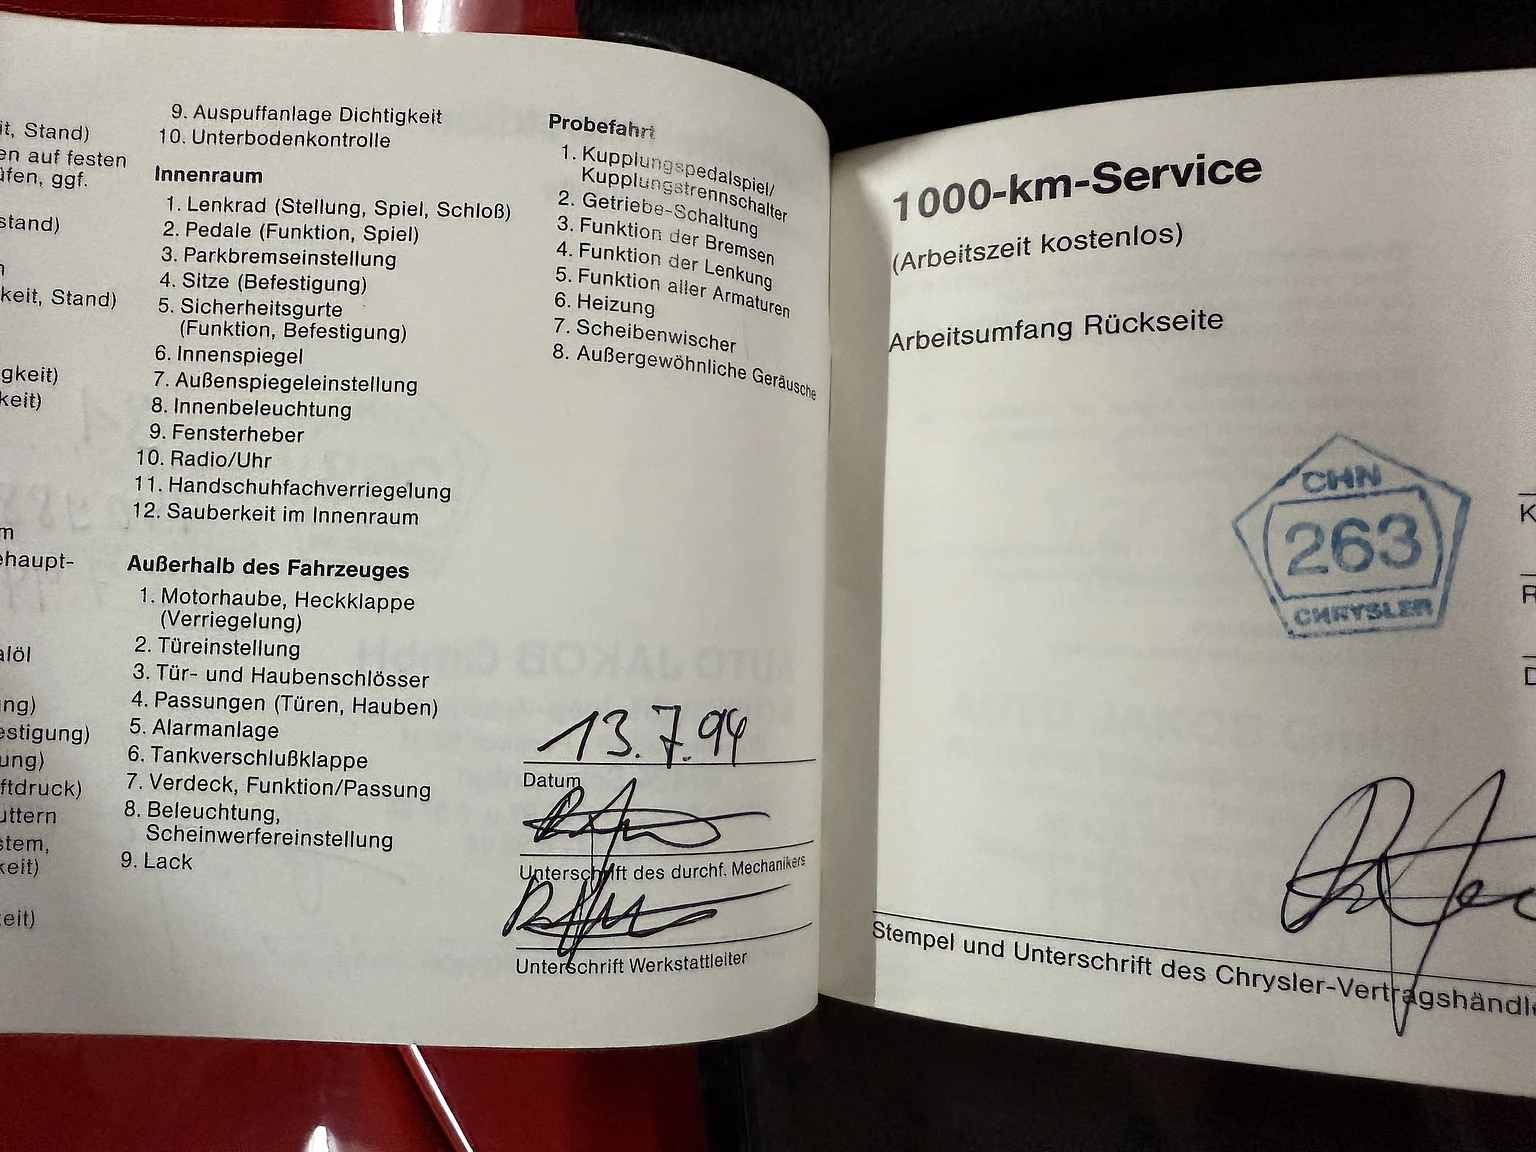 it, Stand)
en auf festen
üfen, ggf.
stand)
keit, Stand)
gkeit)
keit)
m
ehaupt-
alöl
ng)
estigung)
ung)
ftdruck)
uttern
stem,
keit)
eit)
9. Auspuffanlage Dichtigkeit
10. Unterbodenkontrolle
Innenraum
1. Lenkrad (Stellung, Spiel, Schloß)
2. Pedale (Funktion, Spiel)
3. Parkbremseinstellung
4. Sitze (Befestigung)
5. Sicherheitsgurte
(Funktion, Befestigung)
6. Innenspiegel
7. Außenspiegeleinstellung
8. Innenbeleuchtung
9. Fensterheber
10. Radio/Uhr
11. Handschuhfachverriegelung
12. Sauberkeit im Innenraum
Außerhalb des Fahrzeuges
1. Motorhaube, Heckklappe
(Verriegelung)
2. Türeinstellung
3. Tür- und Haubenschlösser
4. Passungen (Türen, Hauben)
5. Alarmanlage
6. Tankverschlußklappe
7. Verdeck, Funktion/Passung
8. Beleuchtung,
Scheinwerfereinstellung
9. Lack
Probefahrt
1. Kupplungspedalspiel/
Kupplungstrennschalter
2. Getriebe-Schaltung
3. Funktion der Bremsen
4. Funktion der Lenkung
5. Funktion aller Armaturen
6. Heizung
7. Scheibenwischer
8. Außergewöhnliche Geräusche
13.7.94
Datum
Unterschrift des durchf. Mechanikers
Unterschrift Werkstattleiter
1000-km-Service
(Arbeitszeit kostenlos)
Arbeitsumfang Rückseite
CHN
263
CHRYSLER
Stempel und Unterschrift des Chrysler-Vertragshändle
K
R
D